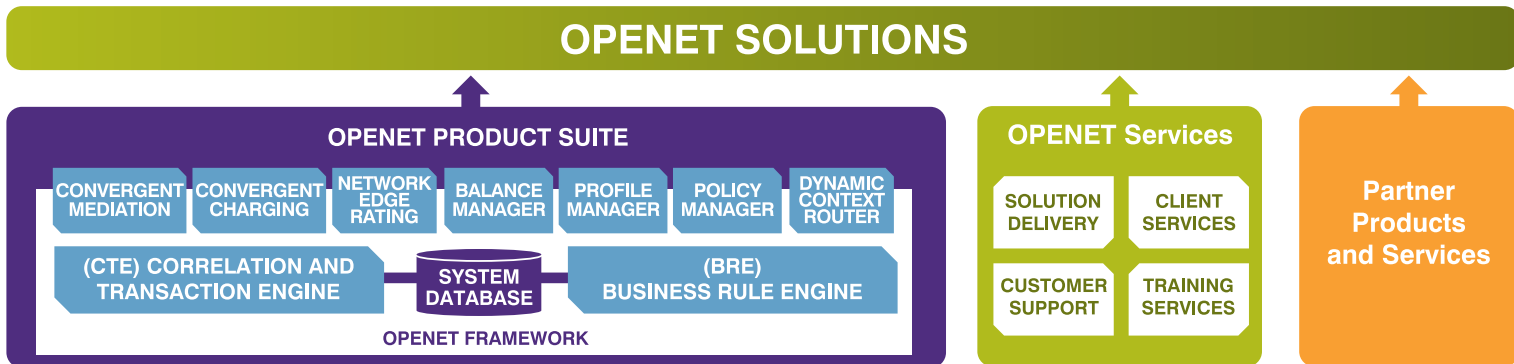 OPENET SOLUTIONS
OPENET PRODUCT SUITE
CONVERGENT
MEDIATION
CONVERGENT
CHARGING
NETWORK
EDGE
RATING
BALANCE
MANAGER
PROFILE
MANAGER
POLICY
MANAGER
DYNAMIC
CONTEXT
ROUTER
(CTE) CORRELATION AND
TRANSACTION ENGINE
SYSTEM
DATABASE
(BRE)
BUSINESS RULE ENGINE
OPENET FRAMEWORK
OPENET Services
SOLUTION
DELIVERY
CLIENT
SERVICES
CUSTOMER
SUPPORT
TRAINING
SERVICES
Partner
Products
and Services